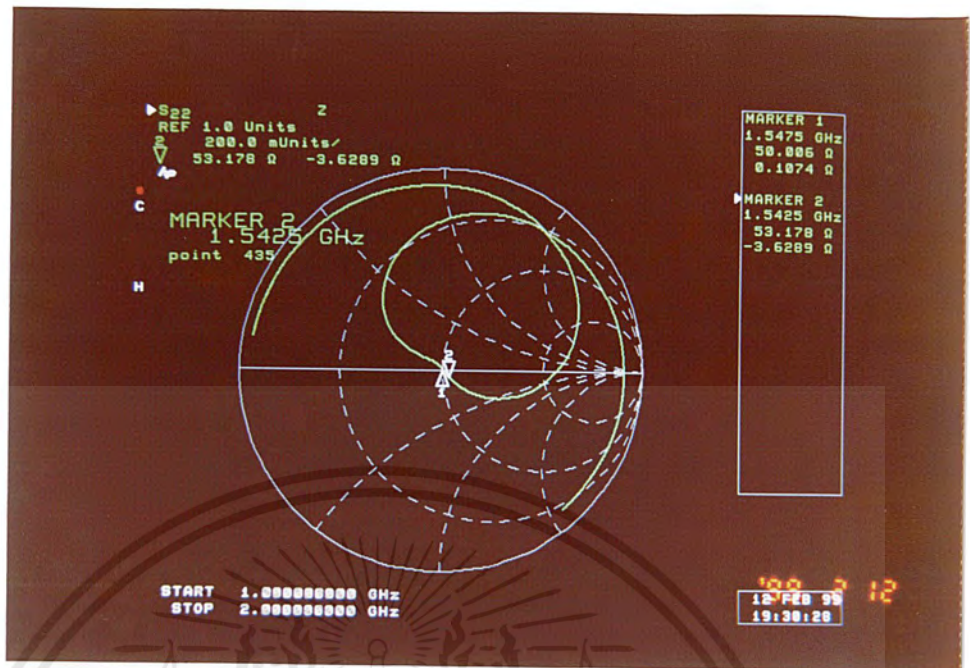 S22 Z
REF 1.0 Units
2 200.0 mUnits/
53.178 Ω -3.6289 Ω
C
MARKER 2
1.5425 GHz
point 435
H
2
1
MARKER 1
1.5475 GHz
50.006 Ω
0.1074 Ω
MARKER 2
1.5425 GHz
53.178 Ω
-3.6289 Ω
START 1.000000000 GHz
STOP 2.000000000 GHz
12 FEB 99
19:30:28